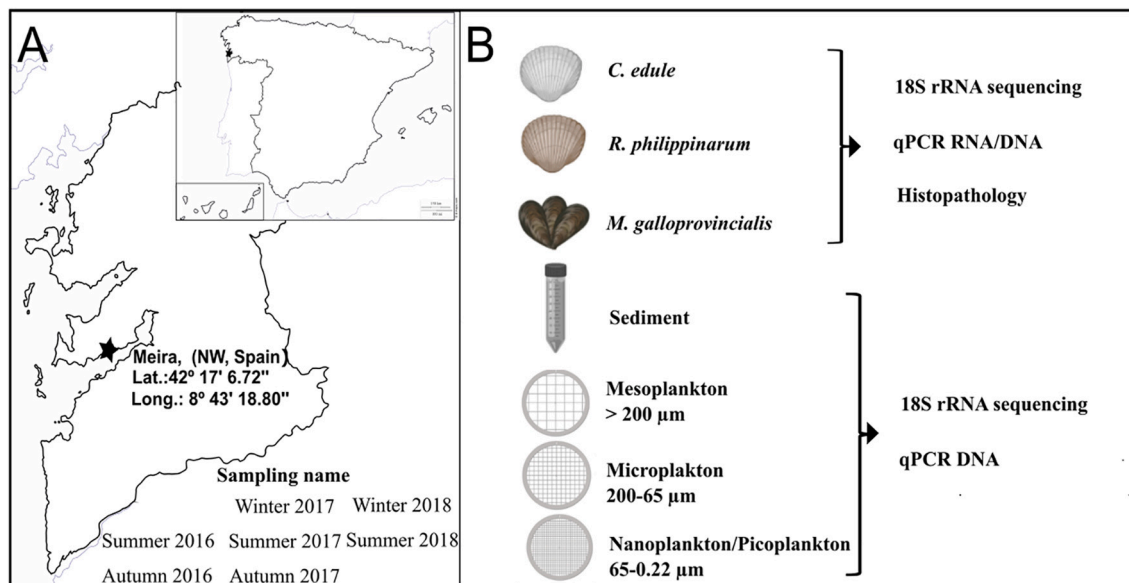 A
Meira, (NW, Spain)
Lat.:42º 17' 6.72"
Long.: 8º 43' 18.80"
Sampling name
Winter 2017 Winter 2018
Summer 2016 Summer 2017 Summer 2018
Autumn 2016 Autumn 2017
B
C. edule
R. philippinarum
M. galloprovincialis
18S rRNA sequencing
qPCR RNA/DNA
Histopathology
Sediment
Mesoplankton
> 200 µm
Microplakton
200-65 µm
Nanoplankton/Picoplankton
65-0.22 µm
18S rRNA sequencing
qPCR DNA